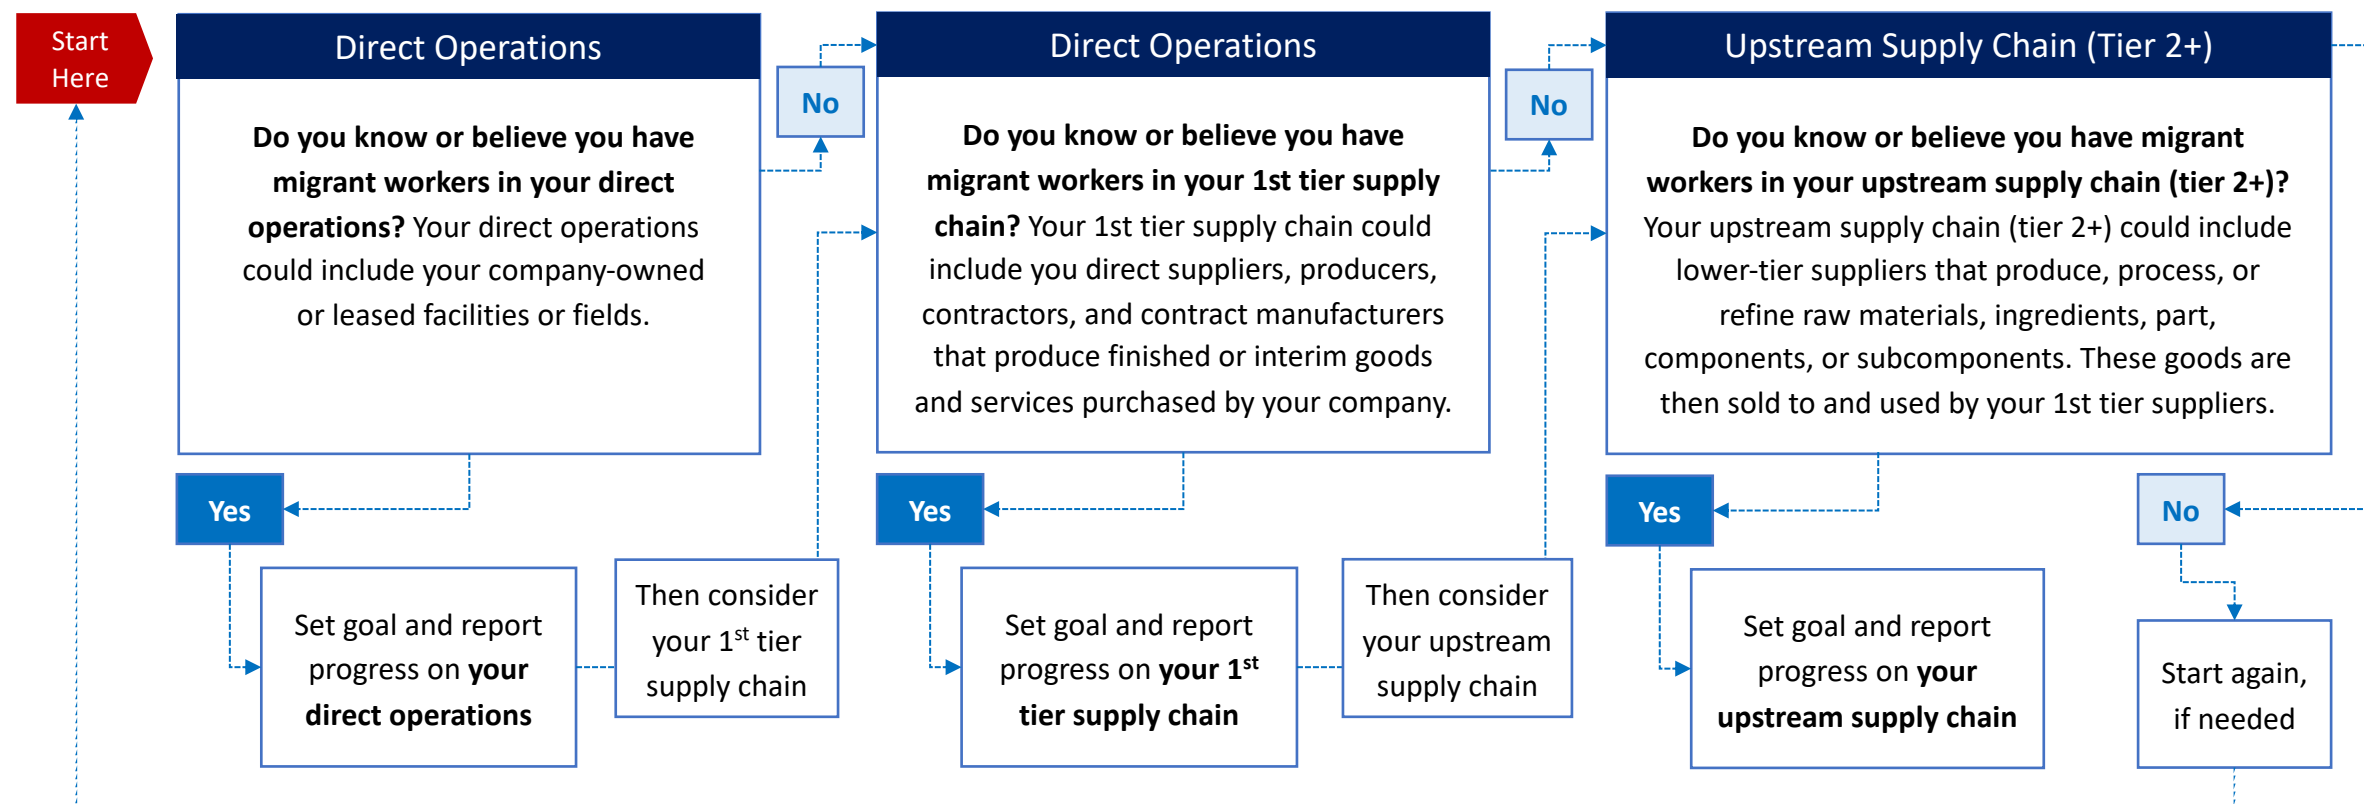 Start
Here
Direct Operations
Do you know or believe you have
migrant workers in your direct
operations? Your direct operations
could include your company-owned
or leased facilities or fields.
No
Yes
Set goal and report
progress on your
direct operations
Then consider
your 1st tier
supply chain
Direct Operations
Do you know or believe you have
migrant workers in your 1st tier supply
chain? Your 1st tier supply chain could
include you direct suppliers, producers,
contractors, and contract manufacturers
that produce finished or interim goods
and services purchased by your company.
No
Yes
Set goal and report
progress on your 1st
tier supply chain
Then consider
your upstream
supply chain
Upstream Supply Chain (Tier 2+)
Do you know or believe you have migrant
workers in your upstream supply chain (tier 2+)?
Your upstream supply chain (tier 2+) could include
lower-tier suppliers that produce, process, or
refine raw materials, ingredients, part,
components, or subcomponents. These goods are
then sold to and used by your 1st tier suppliers.
Yes
Set goal and report
progress on your
upstream supply chain
No
Start again,
if needed